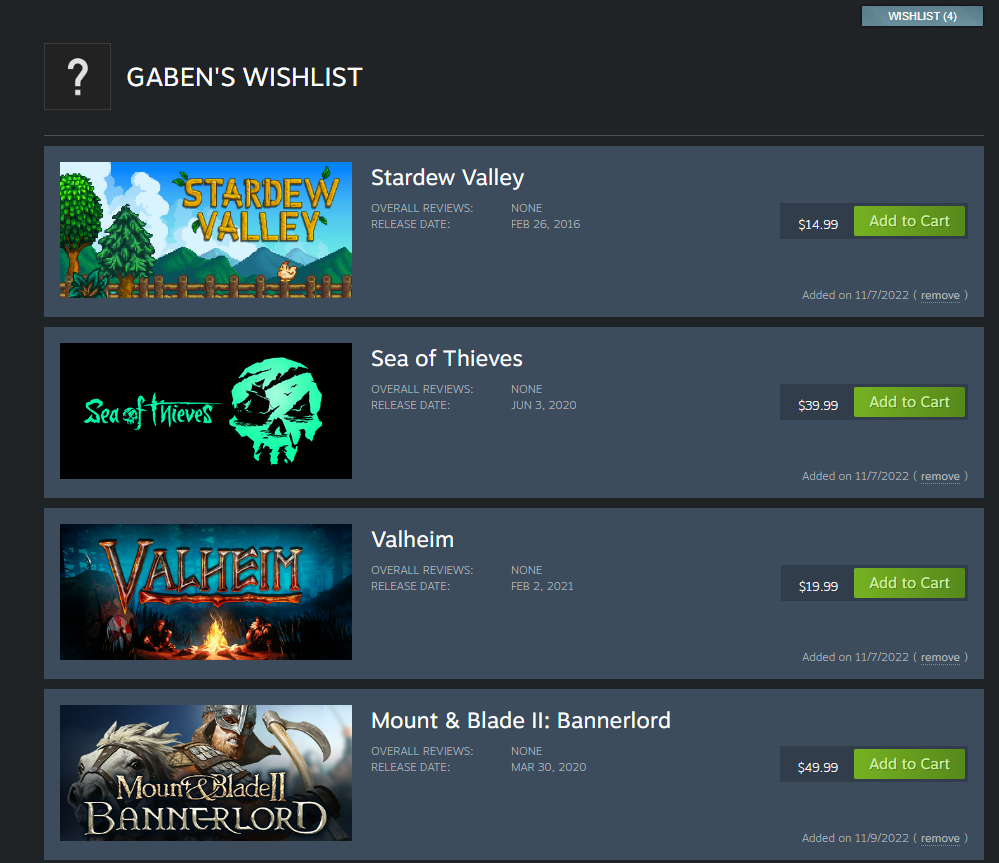 WISHLIST (4)
?
GABEN'S WISHLIST
STARDEW
VALLEY
Stardew Valley
OVERALL REVIEWS: NONE
RELEASE DATE: FEB 26, 2016
$14.99 Add to Cart
Added on 11/7/2022 ( remove )
Sea of Thieves
Sea of Thieves
OVERALL REVIEWS: NONE
RELEASE DATE: JUN 3, 2020
$39.99 Add to Cart
Added on 11/7/2022 ( remove )
VALHEIM
Valheim
OVERALL REVIEWS: NONE
RELEASE DATE: FEB 2, 2021
$19.99 Add to Cart
Added on 11/7/2022 ( remove )
Mount & Blade II
BANNERLORD
Mount & Blade II: Bannerlord
OVERALL REVIEWS: NONE
RELEASE DATE: MAR 30, 2020
$49.99 Add to Cart
Added on 11/9/2022 ( remove )